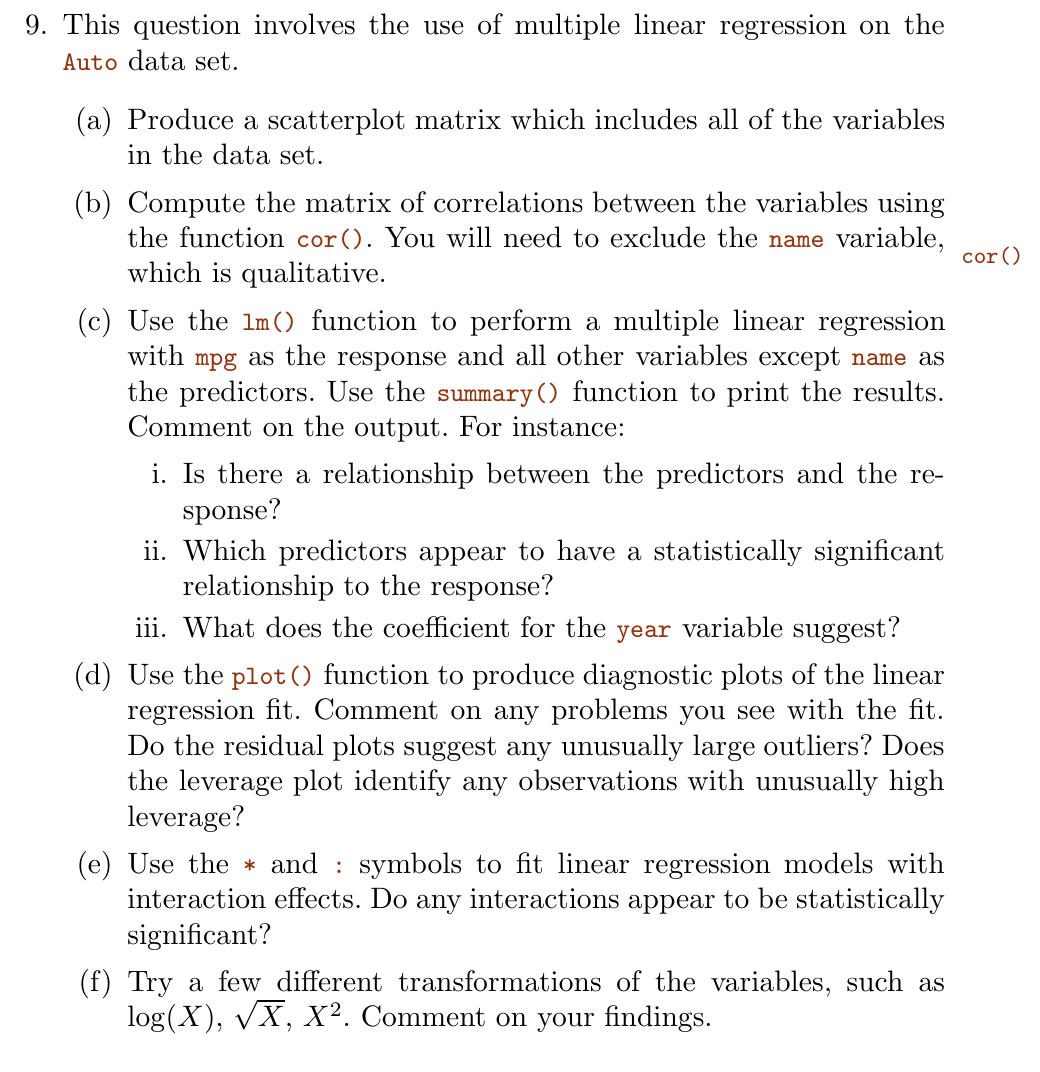 9. This question involves the use of multiple linear regression on the
Auto data set.
(a) Produce a scatterplot matrix which includes all of the variables
in the data set.
(b) Compute the matrix of correlations between the variables using
the function cor(). You will need to exclude the name variable,
cor()
which is qualitative.
(c) Use the lm() function to perform a multiple linear regression
with mpg as the response and all other variables except name as
the predictors. Use the summary() function to print the results.
Comment on the output. For instance:
i. Is there a relationship between the predictors and the re-
sponse?
ii. Which predictors appear to have a statistically significant
relationship to the response?
iii. What does the coefficient for the year variable suggest?
(d) Use the plot() function to produce diagnostic plots of the linear
regression fit. Comment on any problems you see with the fit.
Do the residual plots suggest any unusually large outliers? Does
the leverage plot identify any observations with unusually high
leverage?
(e) Use the * and : symbols to fit linear regression models with
interaction effects. Do any interactions appear to be statistically
significant?
(f) Try a few different transformations of the variables, such as
log(X), √X, X². Comment on your findings.